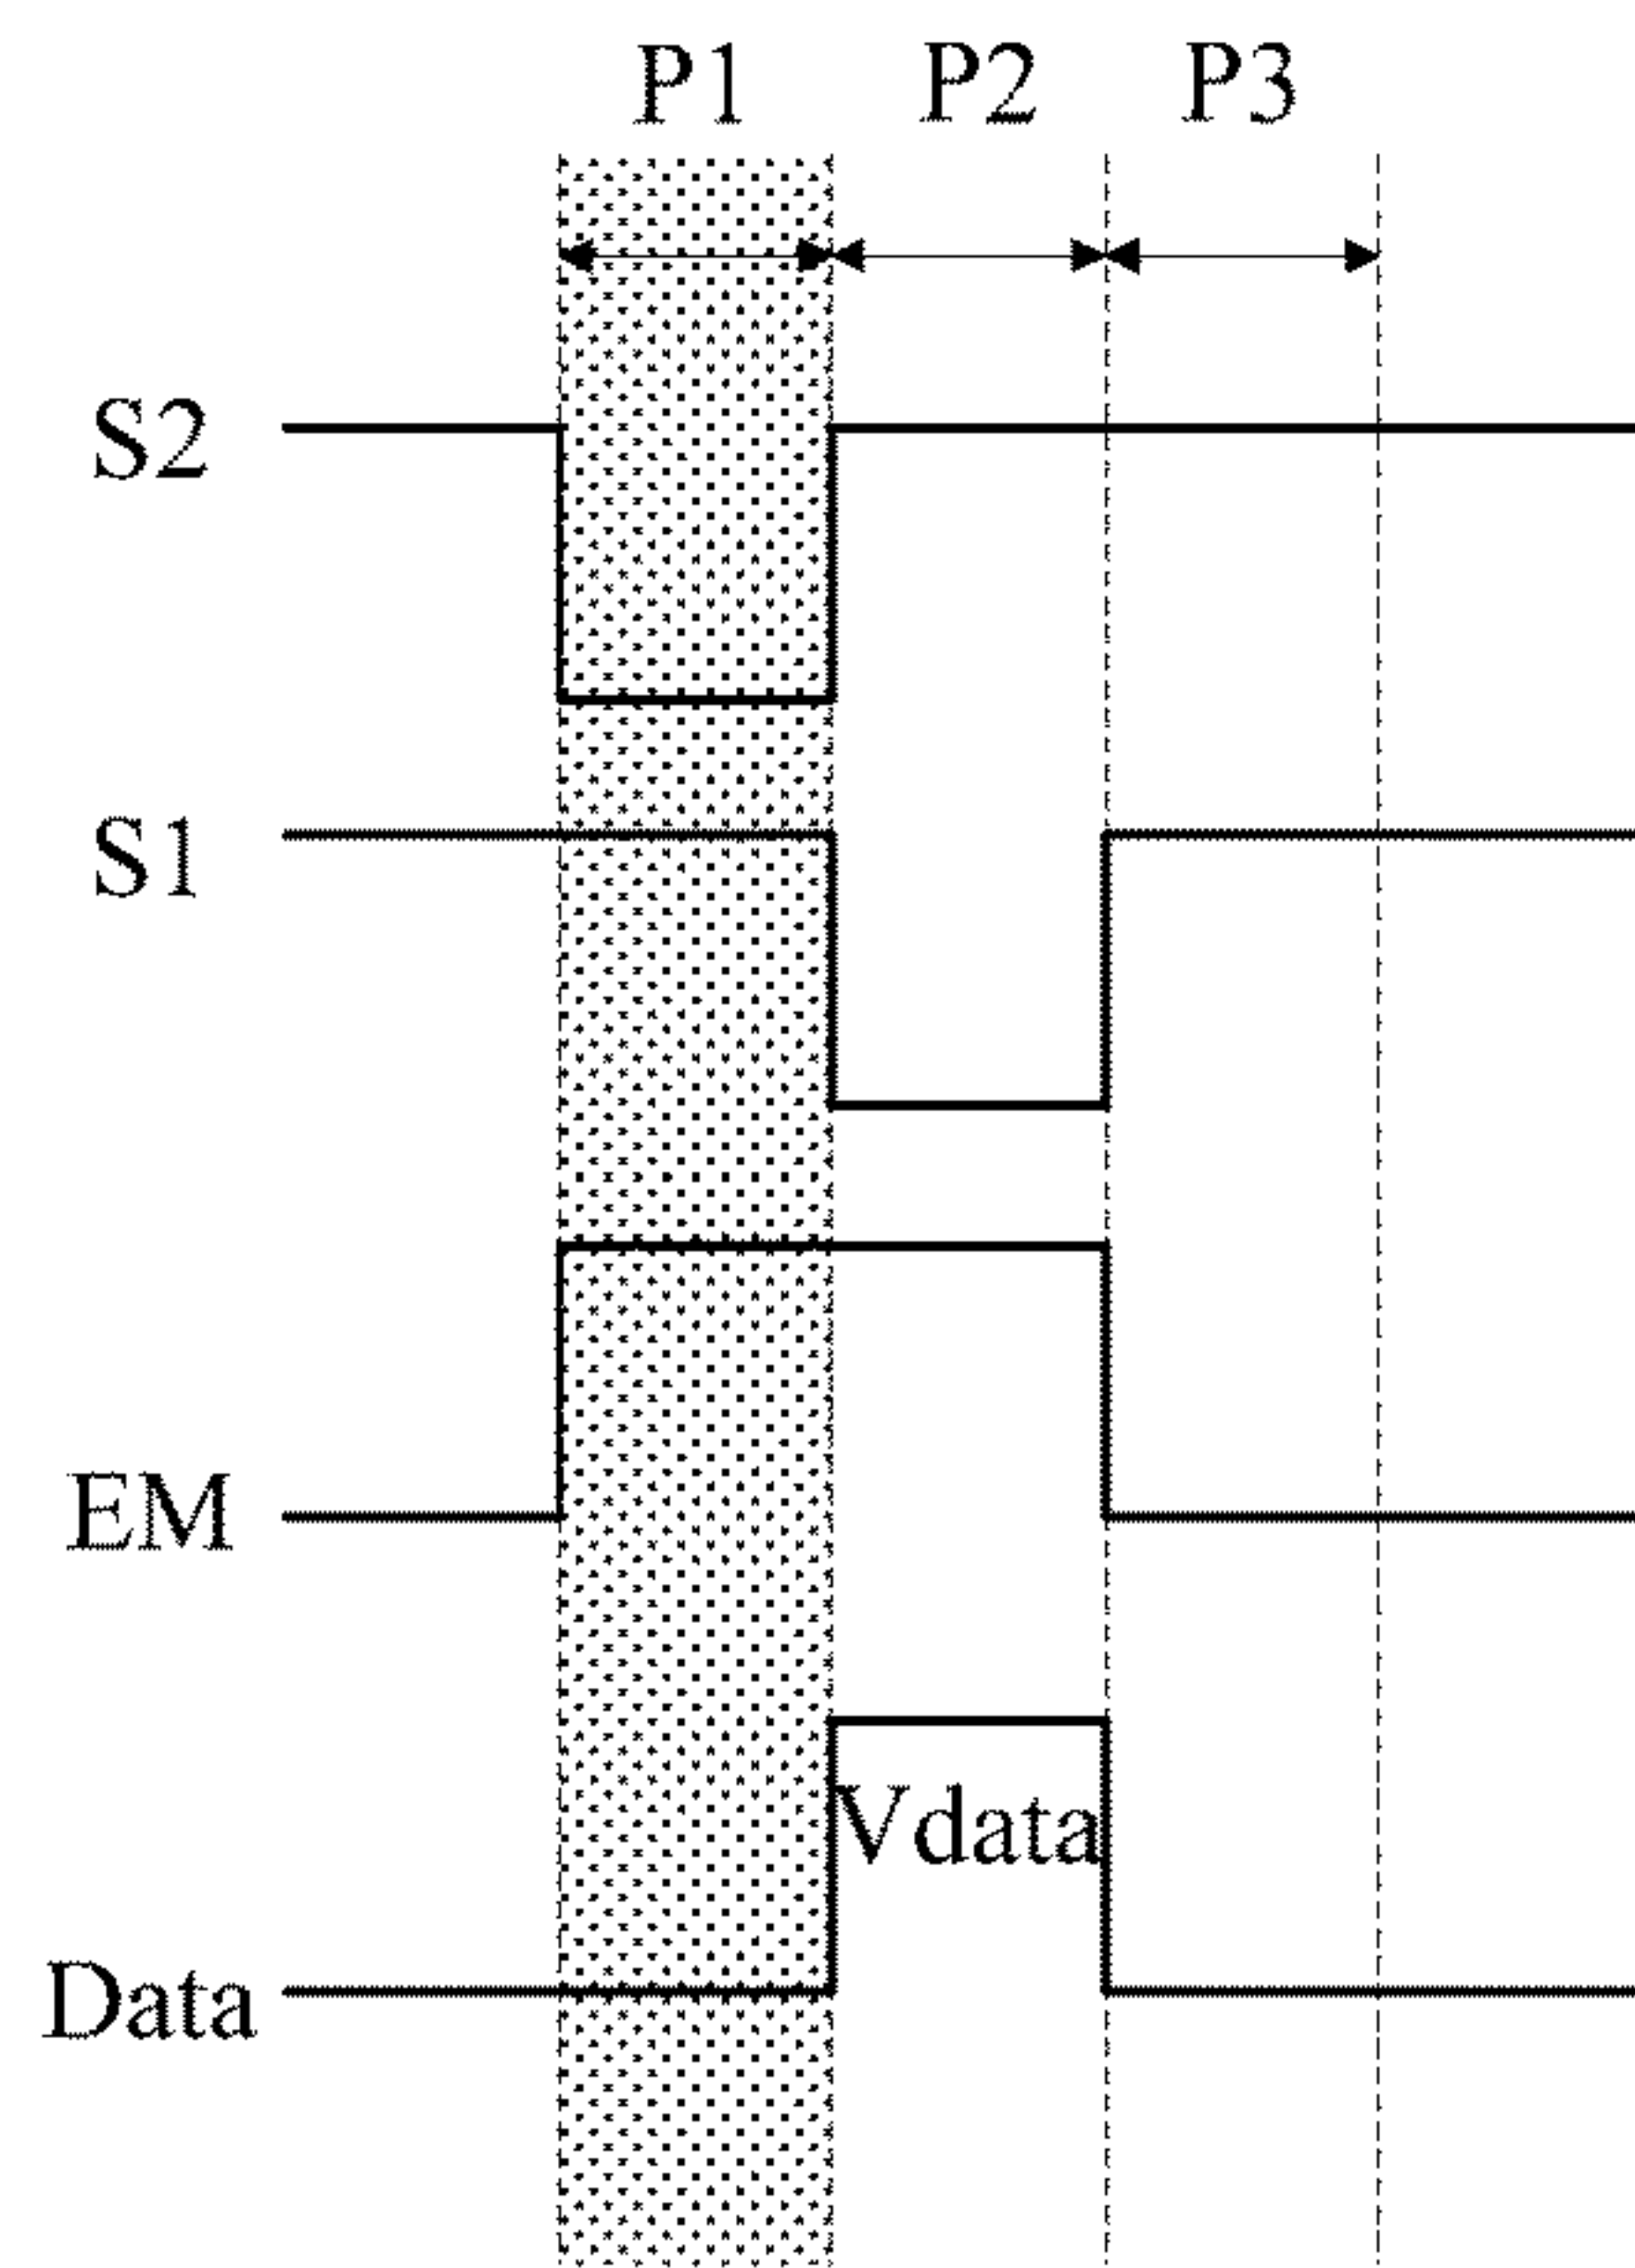 P1 P2 P3
S2
S1
EM
Vdata
Data